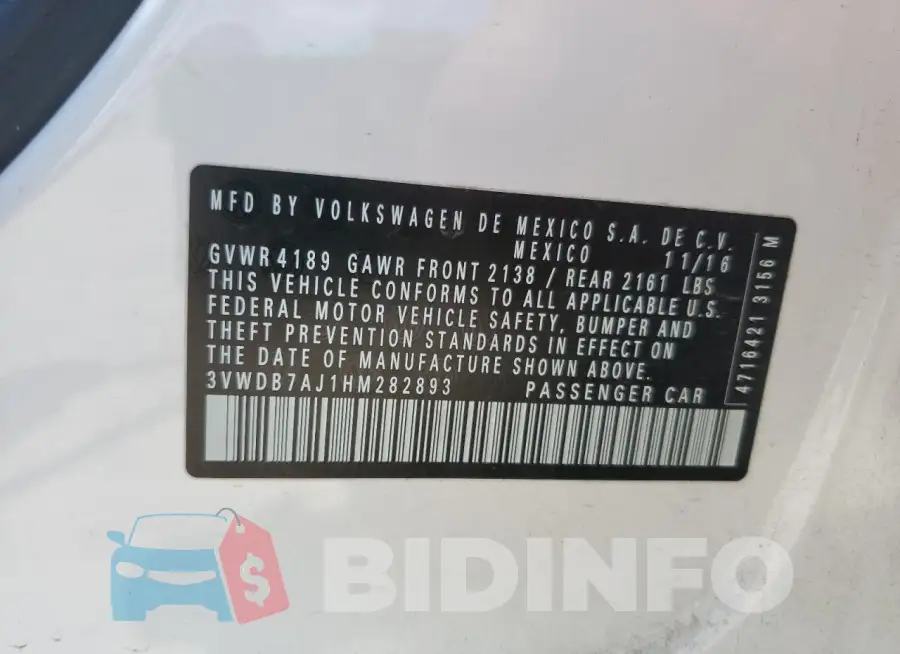 MFD BY VOLKSWAGEN DE MEXICO S.A. DE C.V.
MEXICO 11/16
GVWR 4189 GAWR FRONT 2138 / REAR 2161 LBS
THIS VEHICLE CONFORMS TO ALL APPLICABLE U.S.
FEDERAL MOTOR VEHICLE SAFETY, BUMPER AND
THEFT PREVENTION STANDARDS IN EFFECT ON
THE DATE OF MANUFACTURE SHOWN ABOVE.
3VWDB7AJ1HM282893 PASSENGER CAR
4716421 3156 M
$ BIDINFO